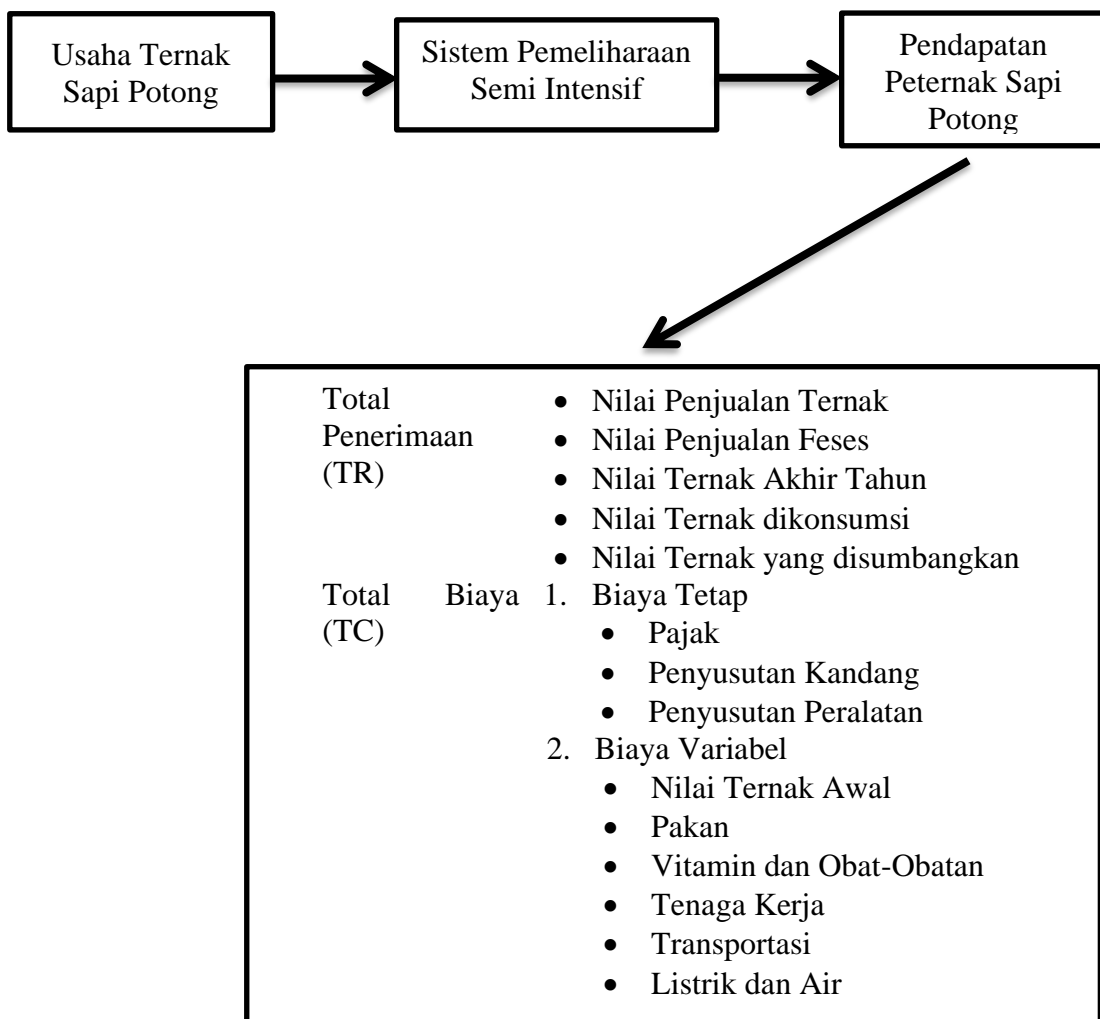 Usaha Ternak
Sapi Potong
Sistem Pemeliharaan
Semi Intensif
Pendapatan
Peternak Sapi
Potong
Total
Penerimaan
(TR)
• Nilai Penjualan Ternak
• Nilai Penjualan Feses
• Nilai Ternak Akhir Tahun
• Nilai Ternak dikonsumsi
• Nilai Ternak yang disumbangkan
Total Biaya
(TC)
1. Biaya Tetap
• Pajak
• Penyusutan Kandang
• Penyusutan Peralatan
2. Biaya Variabel
• Nilai Ternak Awal
• Pakan
• Vitamin dan Obat-Obatan
• Tenaga Kerja
• Transportasi
• Listrik dan Air